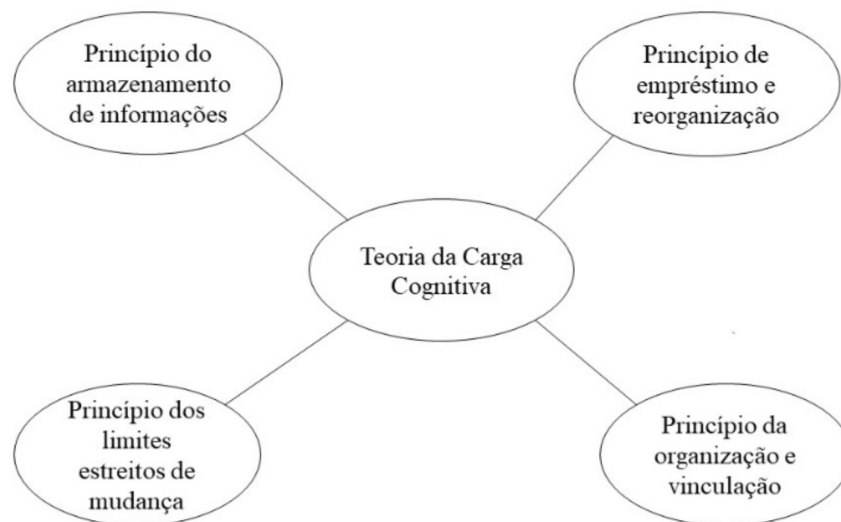 Princípio do
armazenamento
de informações
Princípio de
empréstimo e
reorganização
Teoria da Carga
Cognitiva
Princípio dos
limites
estreitos de
mudança
Princípio da
organização e
vinculação